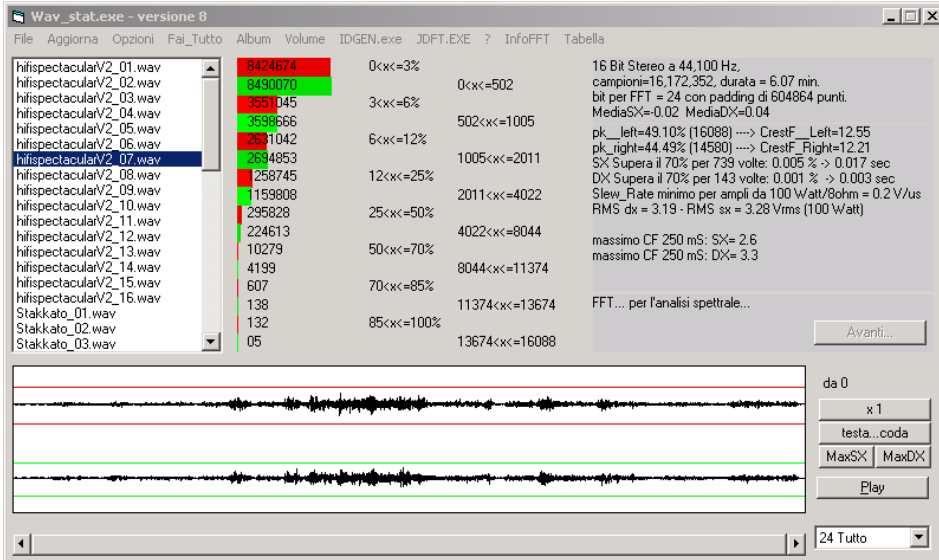 Wav_stat.exe - versione 8
File Aggiorna Opzioni Fai_Tutto Album Volume IDGEN.exe JDFT.EXE ? InfoFFT Tabella
hifispectacularV2_01.wav
hifispectacularV2_02.wav
hifispectacularV2_03.wav
hifispectacularV2_04.wav
hifispectacularV2_05.wav
hifispectacularV2_06.wav
hifispectacularV2_07.wav
hifispectacularV2_08.wav
hifispectacularV2_09.wav
hifispectacularV2_10.wav
hifispectacularV2_11.wav
hifispectacularV2_12.wav
hifispectacularV2_13.wav
hifispectacularV2_14.wav
hifispectacularV2_15.wav
hifispectacularV2_16.wav
Stakkato_01.wav
Stakkato_02.wav
Stakkato_03.wav
8424674 0<x<=3%
8490070 0<x<=502
3551045 3<x<=6%
3598666 502<x<=1005
2631042 6<x<=12%
2694853 1005<x<=2011
1258745 12<x<=25%
1159808 2011<x<=4022
295828 25<x<=50%
224613 4022<x<=8044
10279 50<x<=70%
4199 8044<x<=11374
607 70<x<=85%
138 11374<x<=13674
132 85<x<=100%
05 13674<x<=16088
16 Bit Stereo a 44,100 Hz,
campioni=16,172,352, durata = 6.07 min.
bit per FFT = 24 con padding di 604864 punti.
MediaSX=-0.02 MediaDX=0.04
pk__left=49.10% (16088) ----> CrestF__Left=12.55
pk_right=44.49% (14580) ----> CrestF_Right=12.21
SX Supera il 70% per 739 volte: 0.005 % -> 0.017 sec
DX Supera il 70% per 143 volte: 0.001 % -> 0.003 sec
Slew_Rate minimo per ampli da 100 Watt/8ohm = 0.2 V/us
RMS dx = 3.19 - RMS sx = 3.28 Vrms (100 Watt)
massimo CF 250 mS: SX= 2.6
massimo CF 250 mS: DX= 3.3
FFT... per l'analisi spettrale...
Avanti...
da 0
x 1
testa...coda
MaxSX MaxDX
Play
24 Tutto